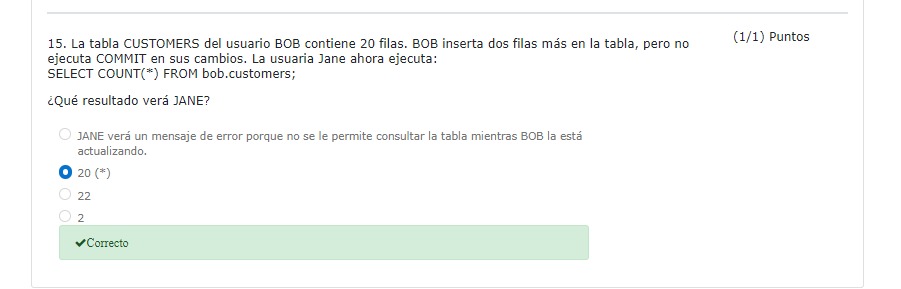 15. La tabla CUSTOMERS del usuario BOB contiene 20 filas. BOB inserta dos filas más en la tabla, pero no
(1/1) Puntos
ejecuta COMMIT en sus cambios. La usuaria Jane ahora ejecuta:
SELECT COUNT(*) FROM bob.customers;
¿Qué resultado verá JANE?
JANE verá un mensaje de error porque no se le permite consultar la tabla mientras BOB la está
actualizando.
20 (*)
22
2
✔Correcto